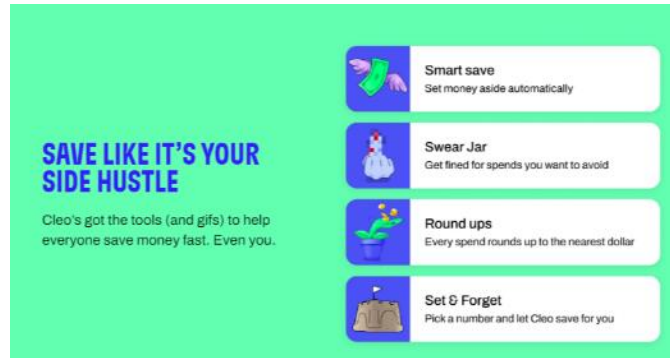 SAVE LIKE IT'S YOUR
SIDE HUSTLE
Cleo's got the tools (and gifs) to help
everyone save money fast. Even you.
Smart save
Set money aside automatically
Swear Jar
Get fined for spends you want to avoid
Round ups
Every spend rounds up to the nearest dollar
Set & Forget
Pick a number and let Cleo save for you